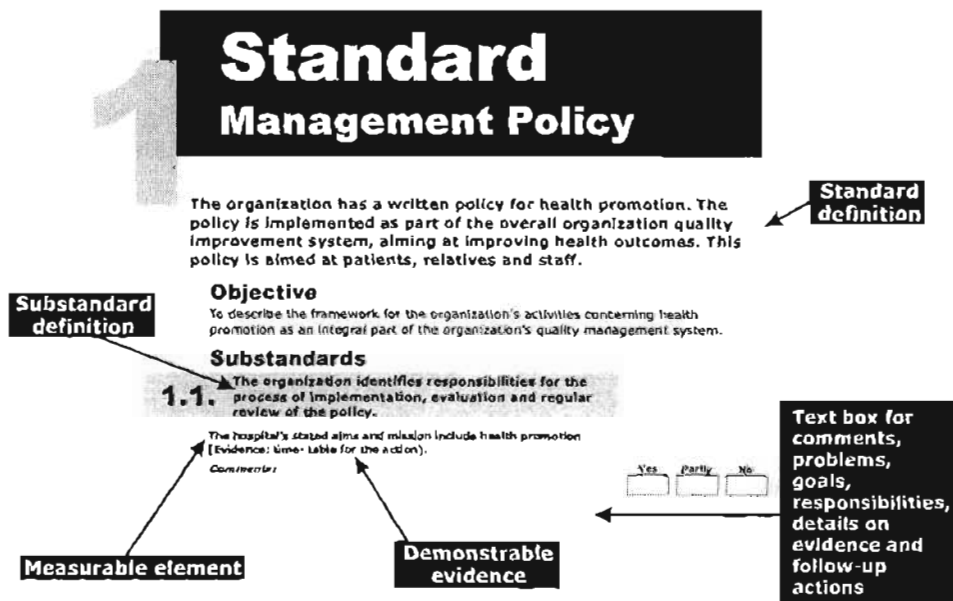 1
Standard
Management Policy
The organization has a written policy for health promotion. The
policy is implemented as part of the overall organization quality
improvement system, aiming at improving health outcomes. This
policy is aimed at patients, relatives and staff.
Standard
definition
Objective
To describe the framework for the organization's activities concerning health
promotion as an integral part of the organization's quality management system.
Substandard
definition
Substandards
1.1.
The organization identifies responsibilities for the
process of implementation, evaluation and regular
review of the policy.
The hospital's stated aims and mission include health promotion
[Evidence: time- table for the action).
Comments:
Yes Partly No
Text box for
comments,
problems,
goals,
responsibilities,
details on
evidence and
follow-up
actions
Measurable element
Demonstrable
evidence